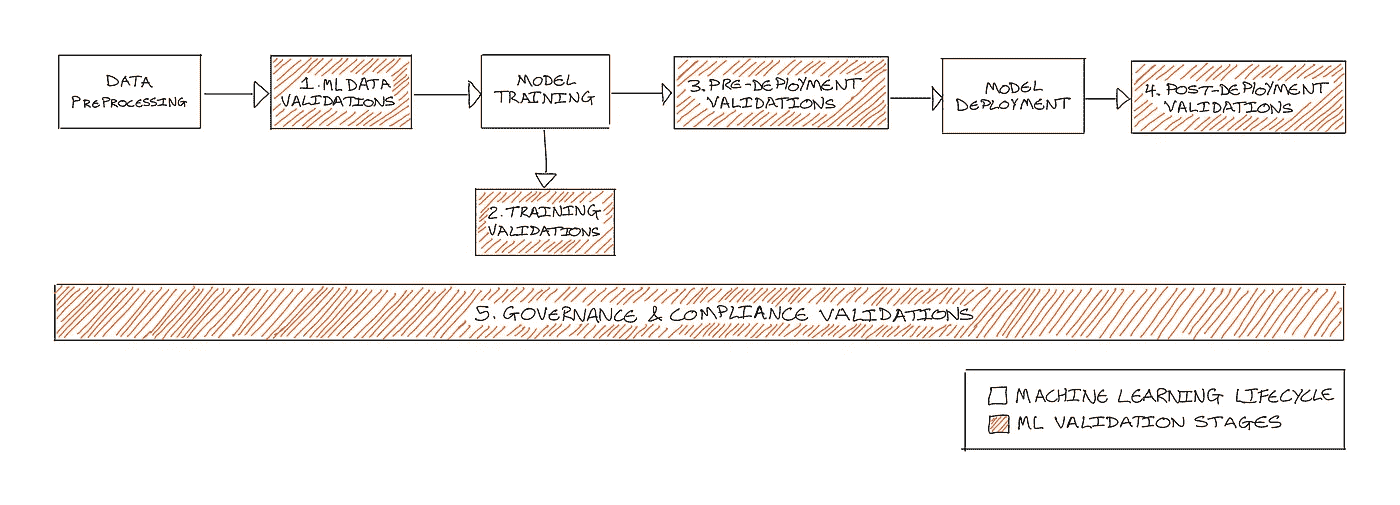 DATA
PREPROCESSING
1. ML DATA
VALIDATIONS
MODEL
TRAINING
3. PRE-DEPLOYMENT
VALIDATIONS
MODEL
DEPLOYMENT
4. POST-DEPLOYMENT
VALIDATIONS
2. TRAINING
VALIDATIONS
5. GOVERNANCE & COMPLIANCE VALIDATIONS
MACHINE LEARNING LIFECYCLE
ML VALIDATION STAGES